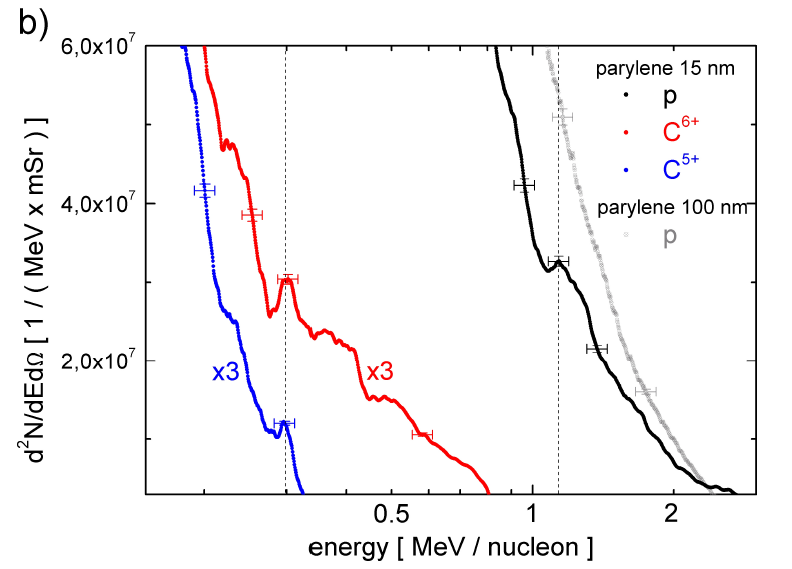 b)
6,0x10⁷
4,0x10⁷
2,0x10⁷
d²N/dEdΩ [ 1 / ( MeV x mSr ) ]
parylene 15 nm
p
C⁶⁺
C⁵⁺
parylene 100 nm
p
x3
x3
0.5
1
2
energy [ MeV / nucleon ]